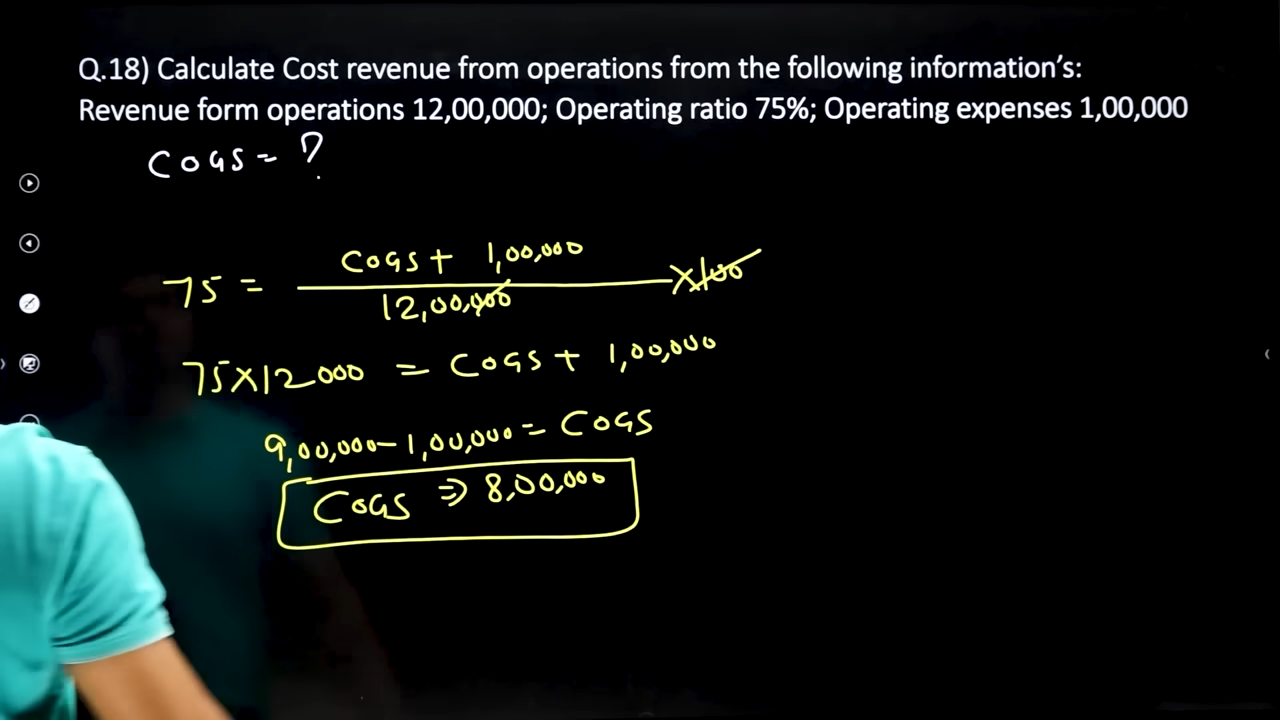 Q.18) Calculate Cost revenue from operations from the following information's:
Revenue form operations 12,00,000; Operating ratio 75%; Operating expenses 1,00,000
COGS = ?
75 = COGS + 1,00,000
12,00,000 ×100
75×12000 = COGS + 1,00,000
9,00,000 - 1,00,000 = COGS
COGS ⇒ 8,00,000